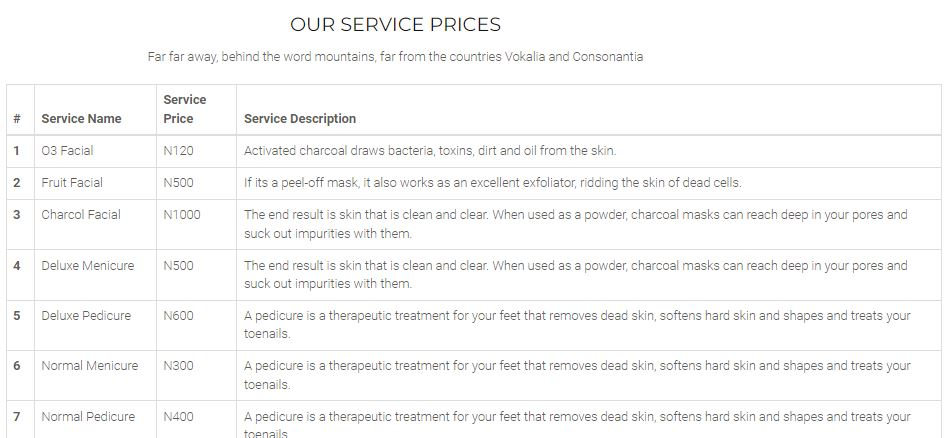 OUR SERVICE PRICES
Far far away, behind the word mountains, far from the countries Vokalia and Consonantia
# Service Name Service Price Service Description
1 O3 Facial N120 Activated charcoal draws bacteria, toxins, dirt and oil from the skin.
2 Fruit Facial N500 If its a peel-off mask, it also works as an excellent exfoliator, ridding the skin of dead cells.
3 Charcol Facial N1000 The end result is skin that is clean and clear. When used as a powder, charcoal masks can reach deep in your pores and
suck out impurities with them.
4 Deluxe Menicure N500 The end result is skin that is clean and clear. When used as a powder, charcoal masks can reach deep in your pores and
suck out impurities with them.
5 Deluxe Pedicure N600 A pedicure is a therapeutic treatment for your feet that removes dead skin, softens hard skin and shapes and treats your
toenails.
6 Normal Menicure N300 A pedicure is a therapeutic treatment for your feet that removes dead skin, softens hard skin and shapes and treats your
toenails.
7 Normal Pedicure N400 A pedicure is a therapeutic treatment for your feet that removes dead skin, softens hard skin and shapes and treats your
toenails.